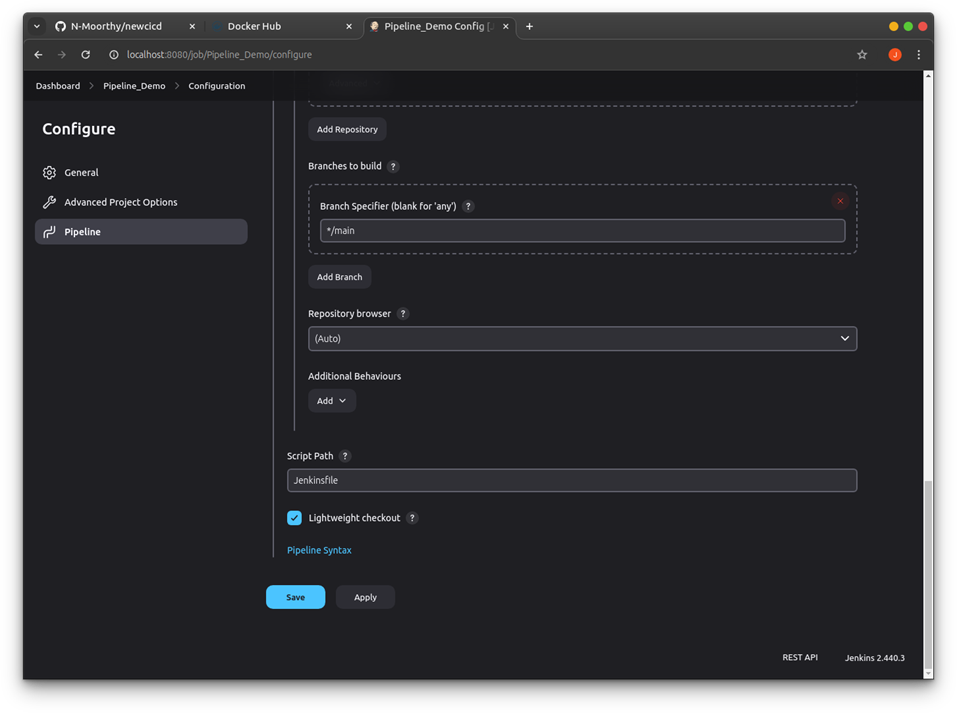 N-Moorthy/newcicd
Docker Hub
Pipeline_Demo Config [
localhost:8080/job/Pipeline_Demo/configure
J
Dashboard > Pipeline_Demo > Configuration
Configure
General
Advanced Project Options
Pipeline
Add Repository
Branches to build ?
Branch Specifier (blank for 'any') ?
*/main
Add Branch
Repository browser ?
(Auto)
Additional Behaviours
Add
Script Path ?
Jenkinsfile
Lightweight checkout ?
Pipeline Syntax
Save
Apply
REST API
Jenkins 2.440.3